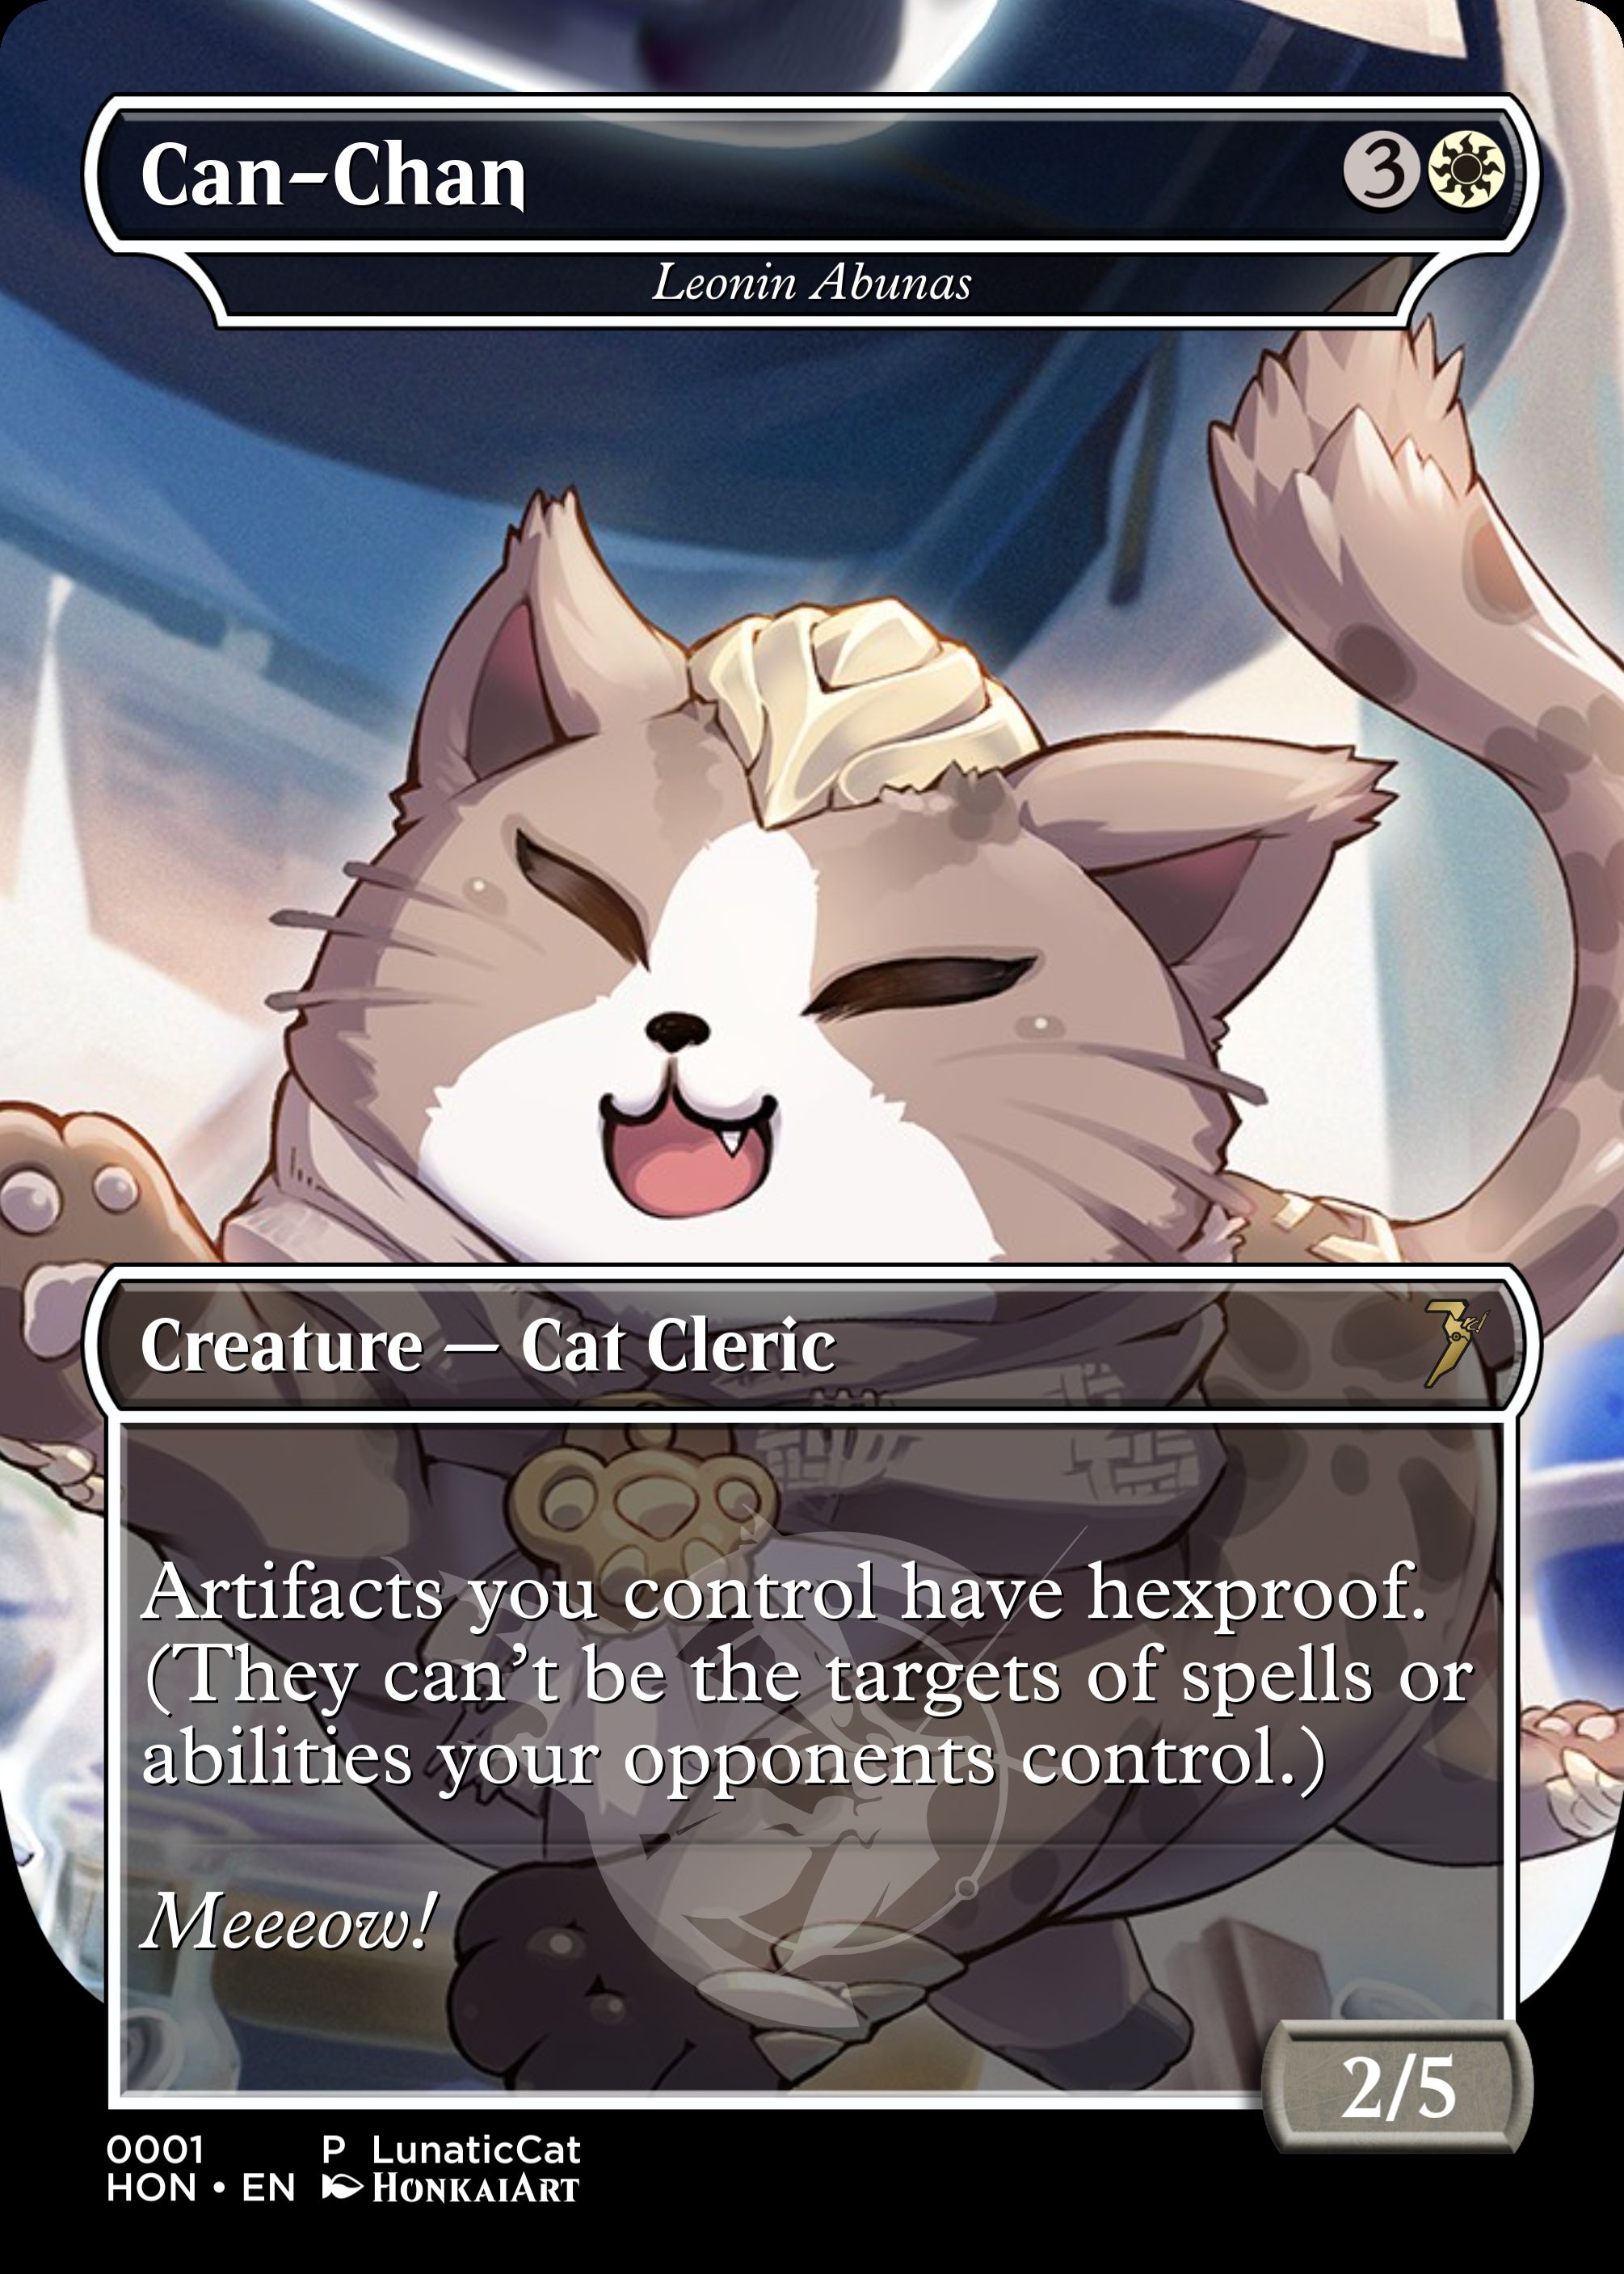 Can-Chan 3
Leonin Abunas
Creature — Cat Cleric
Artifacts you control have hexproof.
(They can't be the targets of spells or
abilities your opponents control.)
Meeeow!
2/5
0001 P LunaticCat
HON • EN HonkaiArt